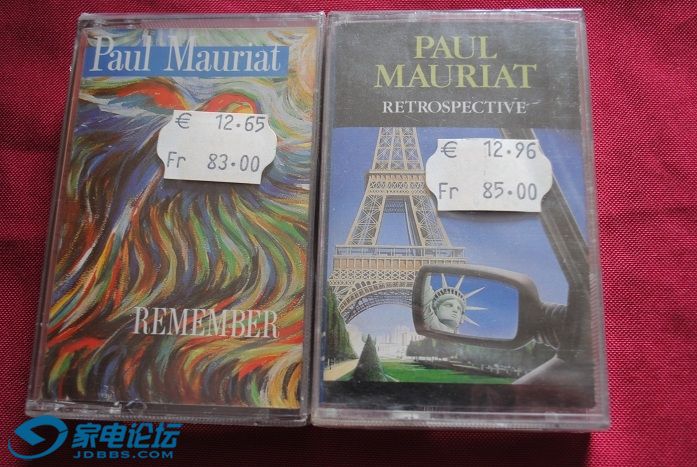 Paul Mauriat
€ 12.65
Fr 83.00
REMEMBER
PAUL
MAURIAT
RETROSPECTIVE
€ 12.96
Fr 85.00
家电论坛
JDBBS.COM